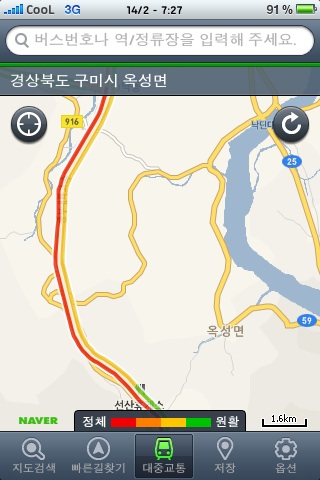 CooL 3G 14/2 - 7:27 91 %
버스번호나 역/정류장을 입력해 주세요.
경상북도 구미시 옥성면
916
낙단대
25
59
옥성면
NAVER
정체 원활
1.6km
지도검색 빠른길찾기 대중교통 저장 옵션